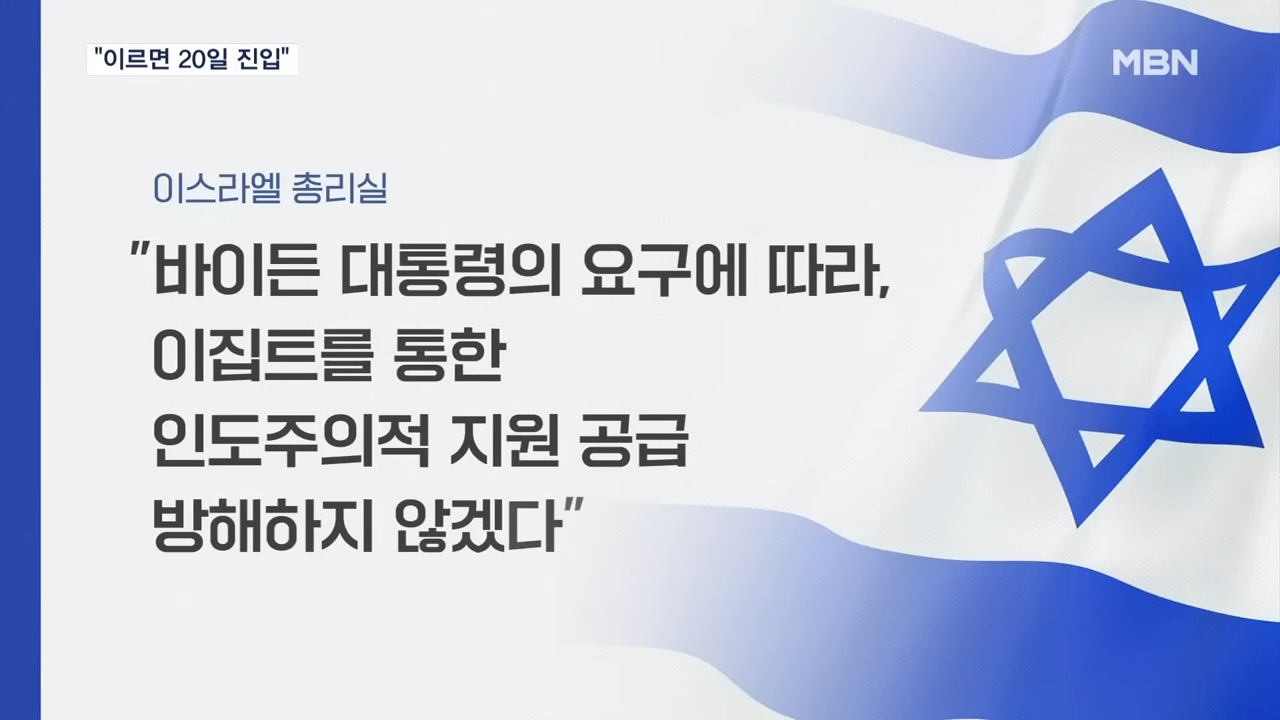 "이르면 20일 진입"
MBN
이스라엘 총리실
"바이든 대통령의 요구에 따라,
이집트를 통한
인도주의적 지원 공급
방해하지 않겠다"